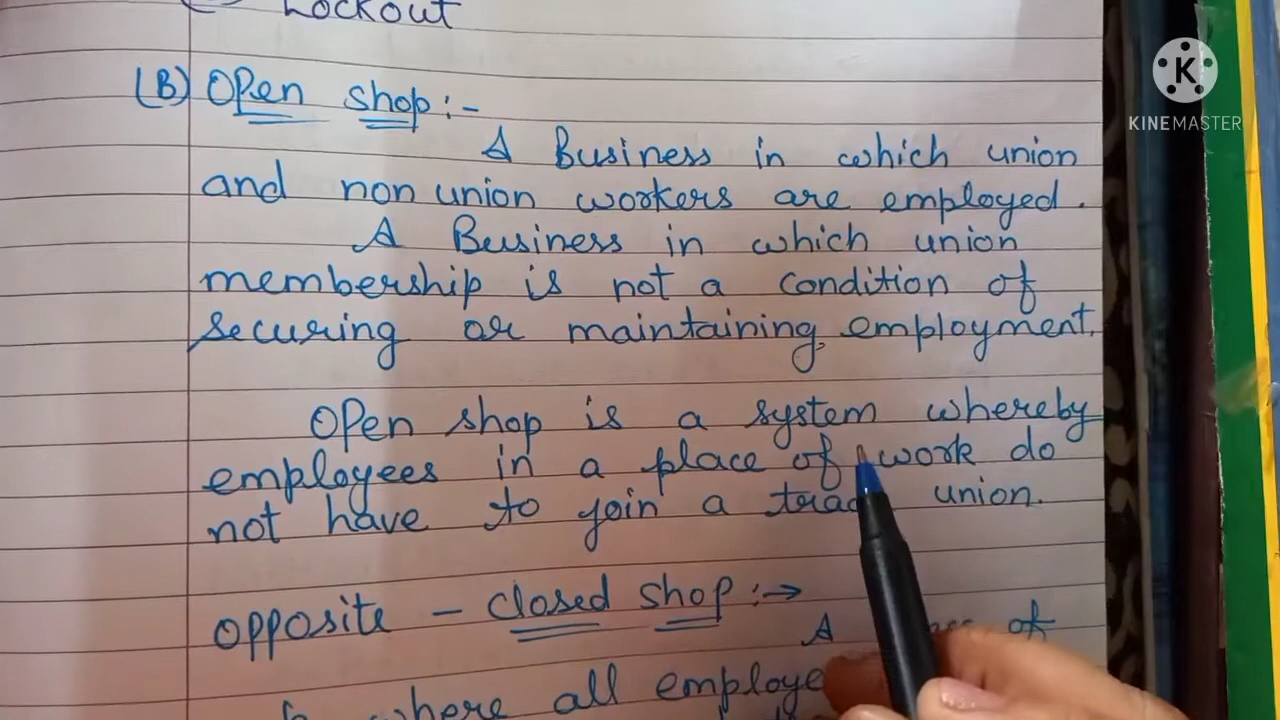 Lockout
(B) Open shop :-
A Business in which union
and non union workers are employed.
A Business in which union
membership is not a condition of
securing or maintaining employment.
Open shop is a system whereby
employees in a place of work do
not have to join a union.
Opposite - Closed shop :→
A of
where all
K
KINEMASTER